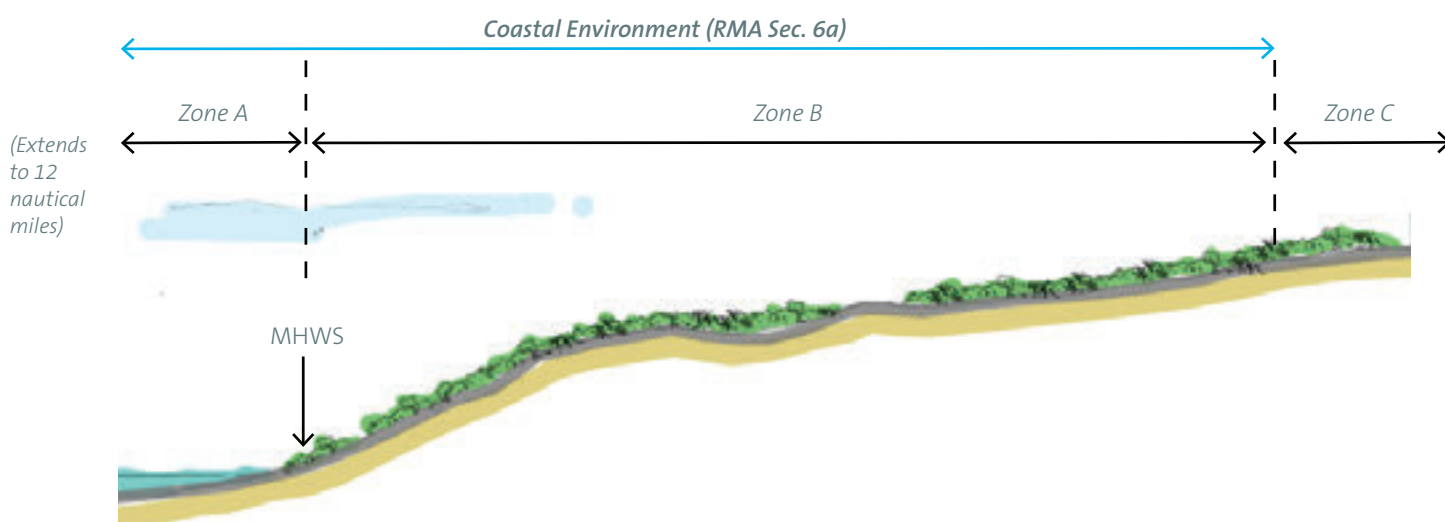 Coastal Environment (RMA Sec. 6a)
Zone A
Zone B
Zone C
(Extends
to 12
nautical
miles)
MHWS